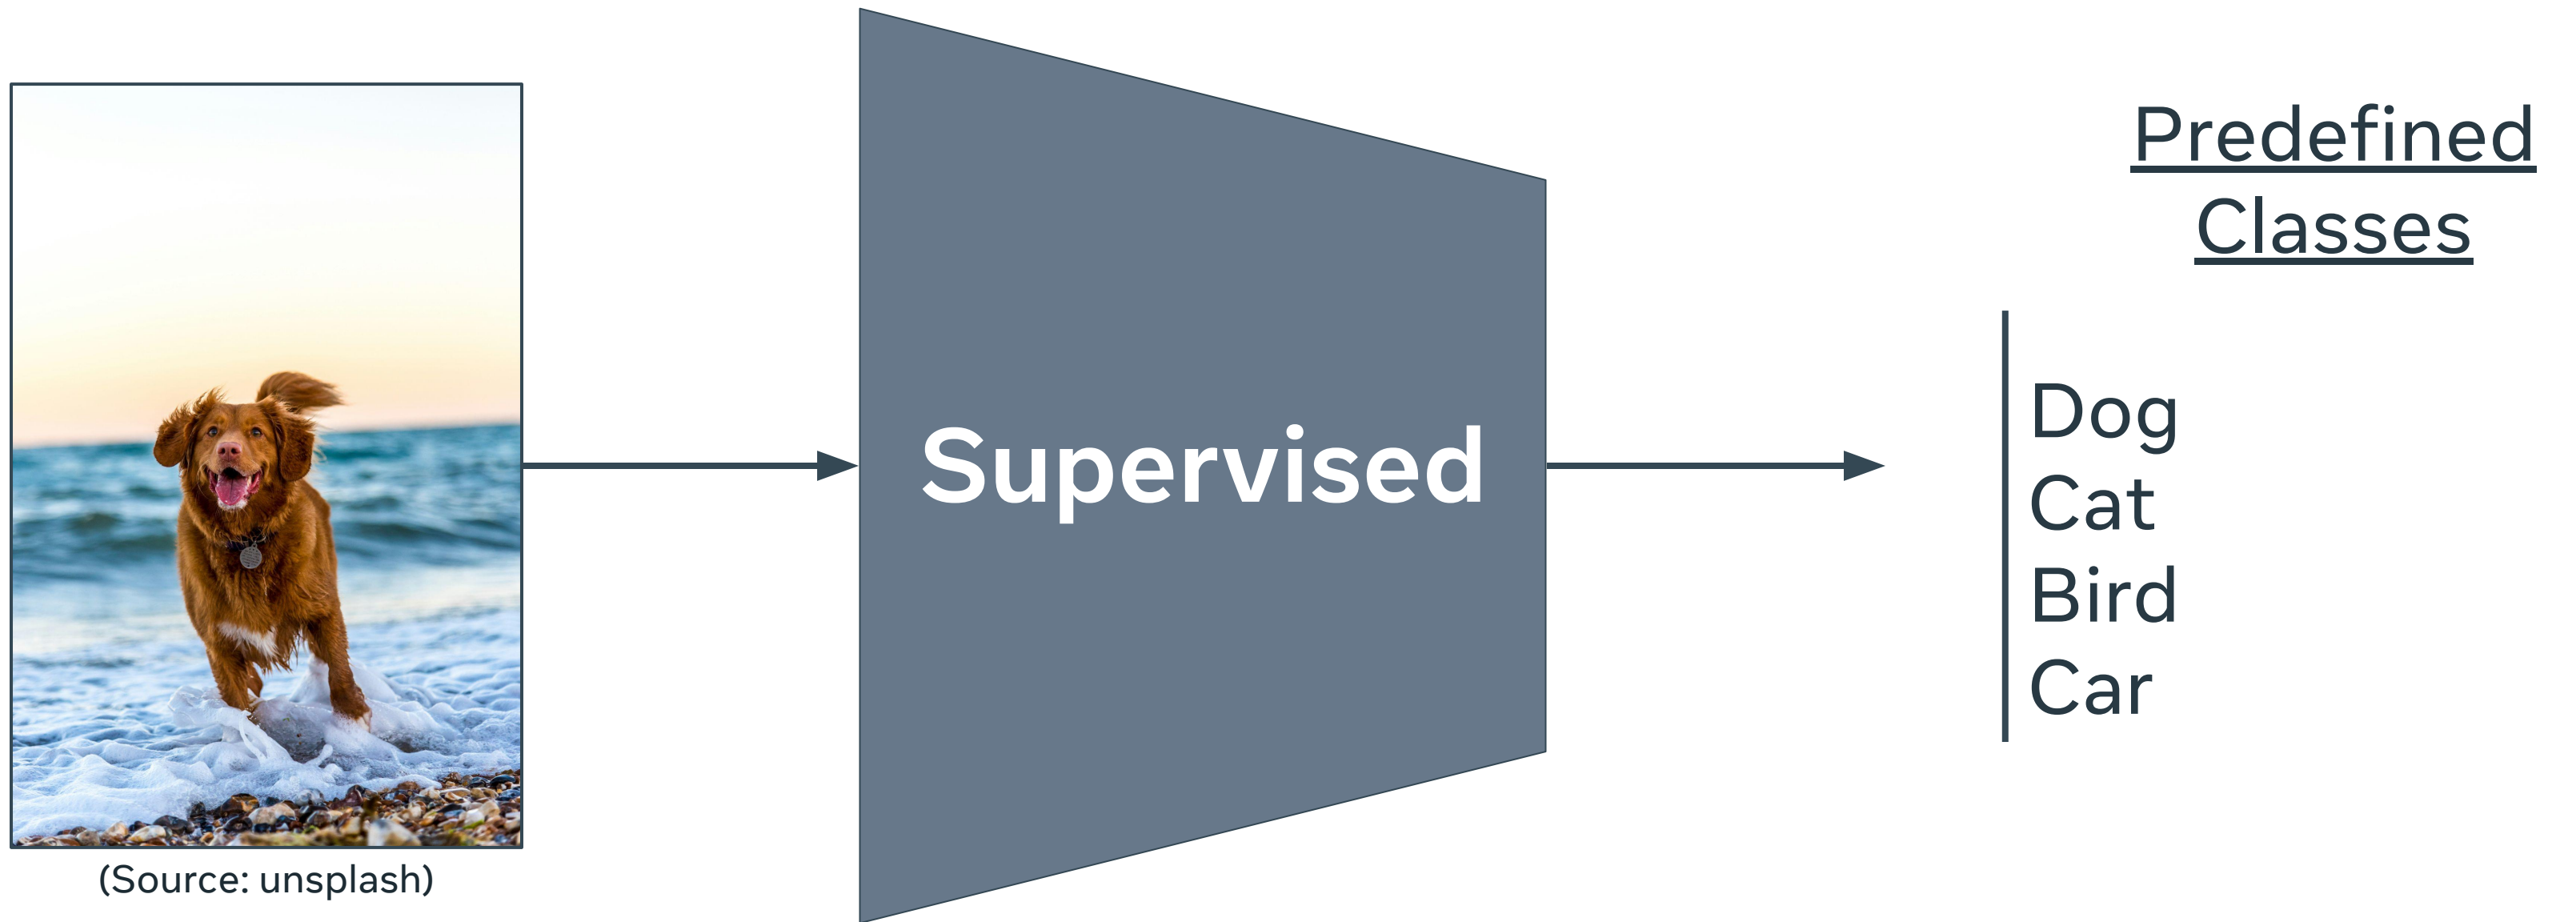 (Source: unsplash)
Supervised
Predefined
Classes
Dog
Cat
Bird
Car